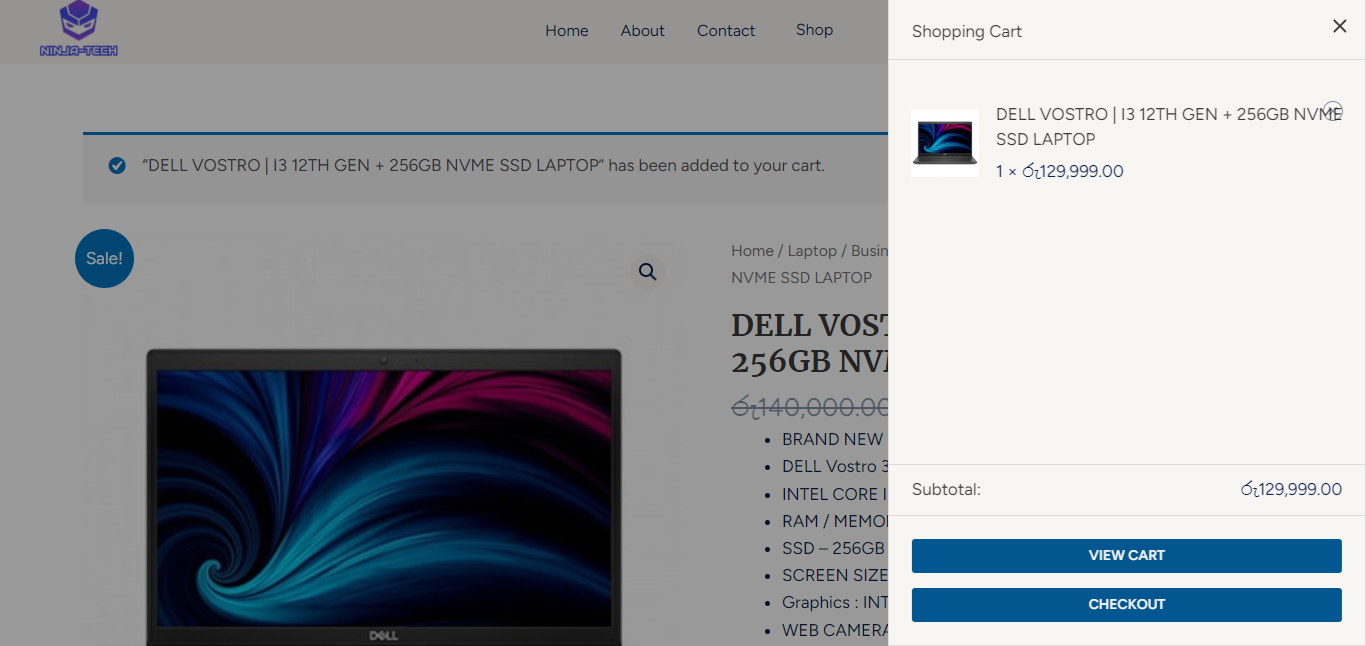 NINJA-TECH
Home
About
Contact
Shop
Shopping Cart
DELL VOSTRO | I3 12TH GEN + 256GB NVME
SSD LAPTOP
1 × රු129,999.00
Subtotal:
රු129,999.00
VIEW CART
CHECKOUT
“DELL VOSTRO | I3 12TH GEN + 256GB NVME SSD LAPTOP” has been added to your cart.
Sale!
DELL
Home / Laptop / Busin
NVME SSD LAPTOP
DELL VOST
256GB NVM
රු140,000.00
BRAND NEW
DELL Vostro 3
INTEL CORE I
RAM / MEMO
SSD – 256GB
SCREEN SIZE
Graphics : INT
WEB CAMERA